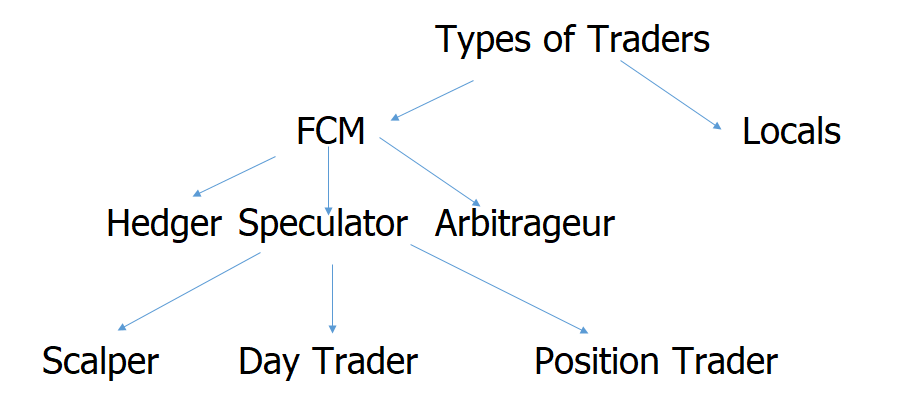 Types of Traders
FCM Locals
Hedger Speculator Arbitrageur
Scalper Day Trader Position Trader